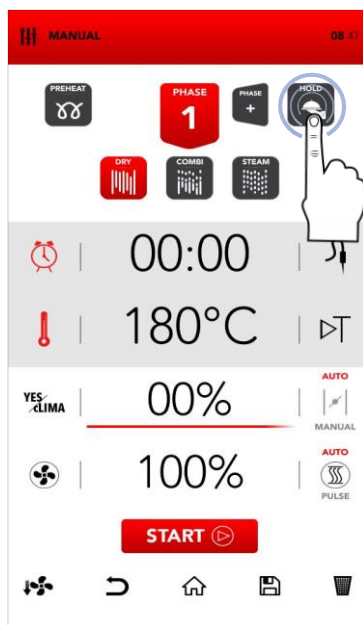 MANUAL 08:47
PREHEAT
PHASE
1
PHASE
+
HOLD
DRY
COMBI
STEAM
00:00
180°C
▷T
YES/
cLIMA
00%
AUTO
MANUAL
100%
AUTO
PULSE
START